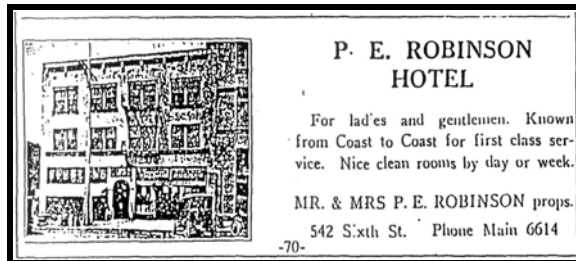 P. E. ROBINSON
HOTEL
For ladies and gentlemen. Known
from Coast to Coast for first class ser-
vice. Nice clean rooms by day or week.
MR. & MRS P. E. ROBINSON props.
542 Sixth St. Phone Main 6614
-70-